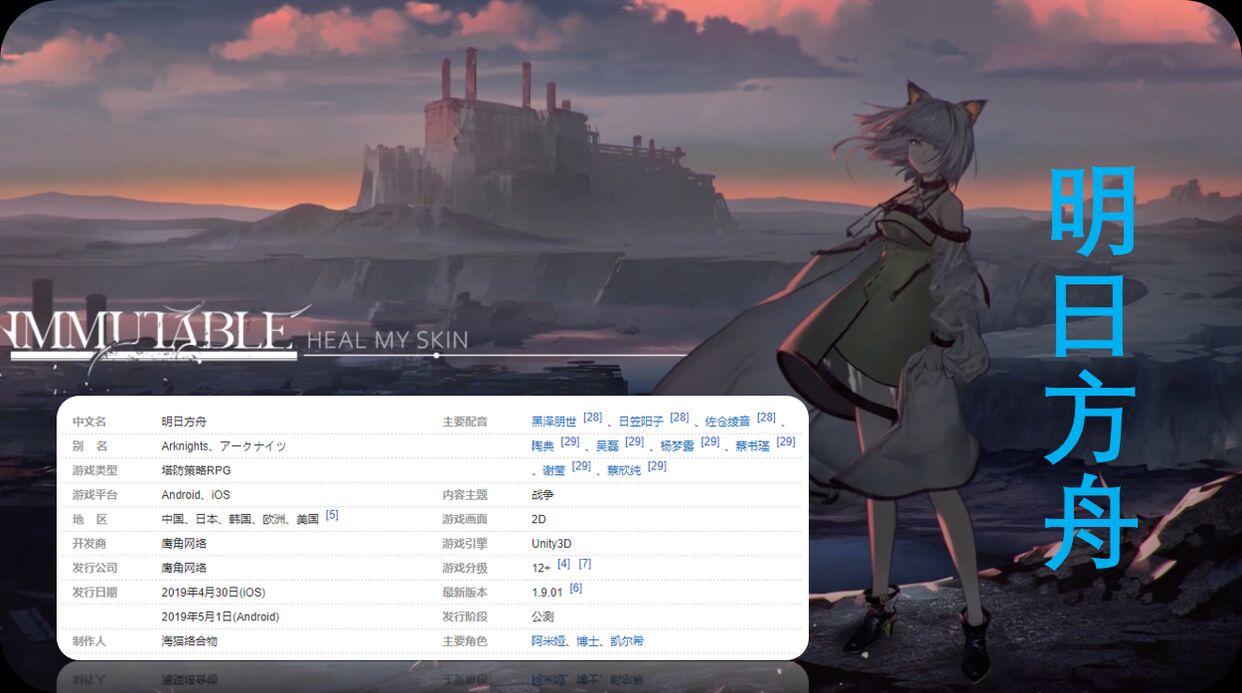 明日方舟
IMMUTABLE HEAL MY SKIN
中文名 明日方舟 主要配音 黑泽朋世 [28] 、日笠阳子 [29] 、佐仓绫音 [28] 、
别 名 Arknights、アークナイツ 陶典 [29] 、吴磊 [29] 、杨梦露 [29] 、蔡书瑾 [29]
游戏类型 塔防策略RPG 、谢莹 [29] 、蔡欣纯 [29]
游戏平台 Android、iOS 内容主题 战争
地 区 中国、日本、韩国、欧洲、美国 [5] 游戏画面 2D
开发商 鹰角网络 游戏引擎 Unity3D
发行公司 鹰角网络 游戏分级 12+ [4] [7]
发行日期 2019年4月30日(iOS) 最新版本 1.9.01 [6]
2019年5月1日(Android) 发行阶段 公测
制作人 海猫络合物 主要角色 阿米娅、博士、凯尔希